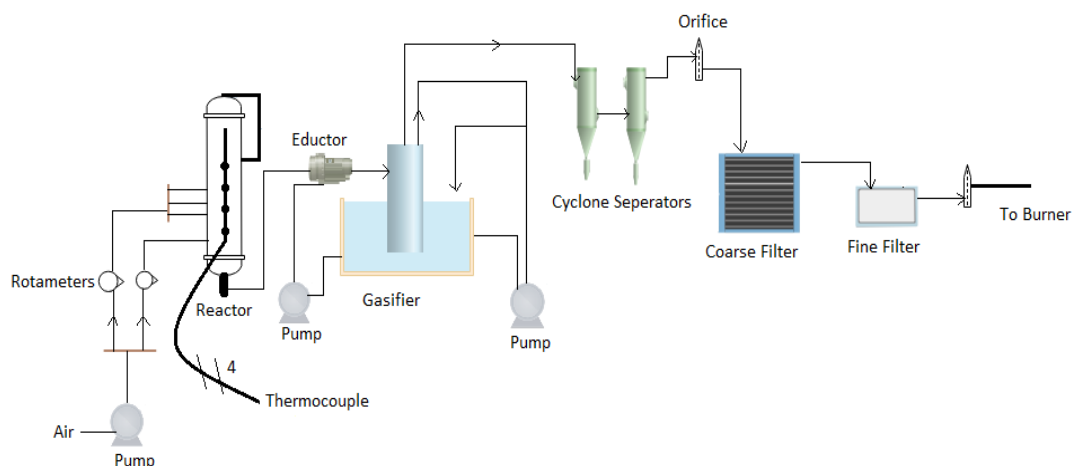 Orifice
Eductor
Cyclone Seperators
To Burner
Coarse Filter
Fine Filter
Rotameters
Reactor
Gasifier
Pump
Pump
4
Thermocouple
Air
Pump